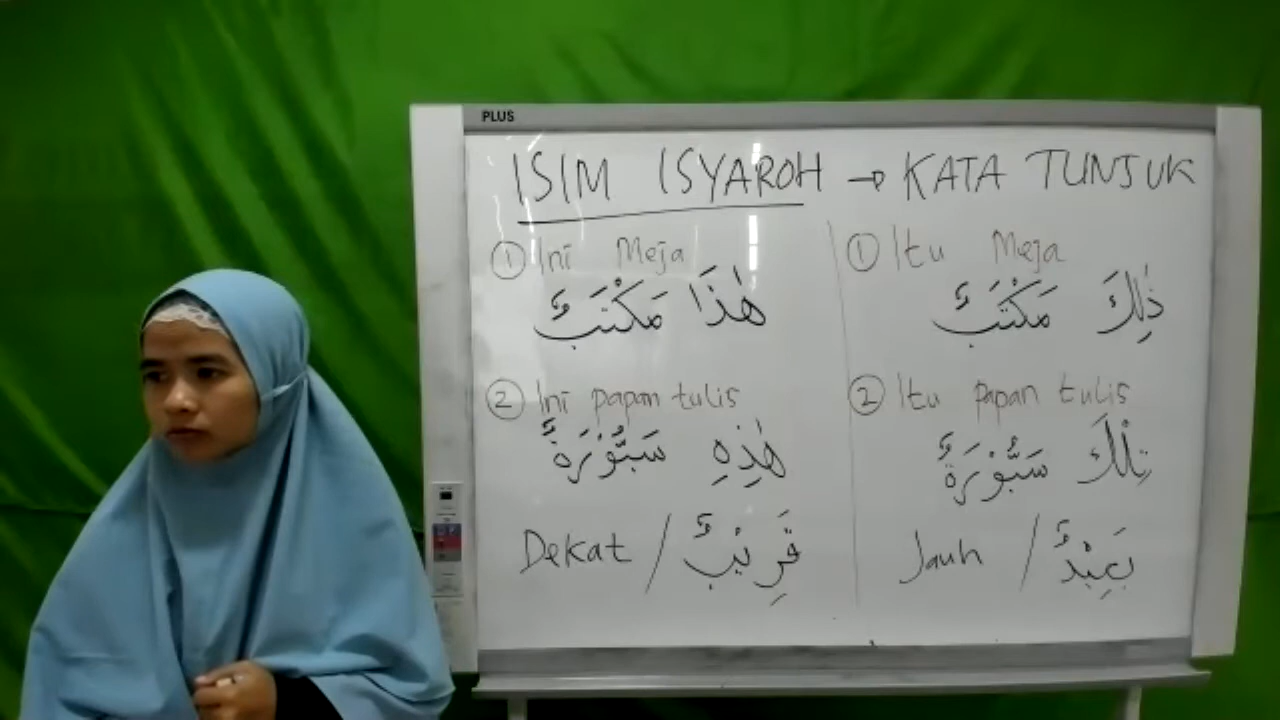 PLUS
ISIM ISYAROH → KATA TUNJUK
① Ini Meja
هٰذَا مَكْتَبٌ
② Ini papan tulis
هٰذِهِ سَبُّوْرَةٌ
Dekat / قَرِيْبٌ
① Itu Meja
ذٰلِكَ مَكْتَبٌ
② Itu papan tulis
تِلْكَ سَبُّوْرَةٌ
Jauh / بَعِيْدٌ